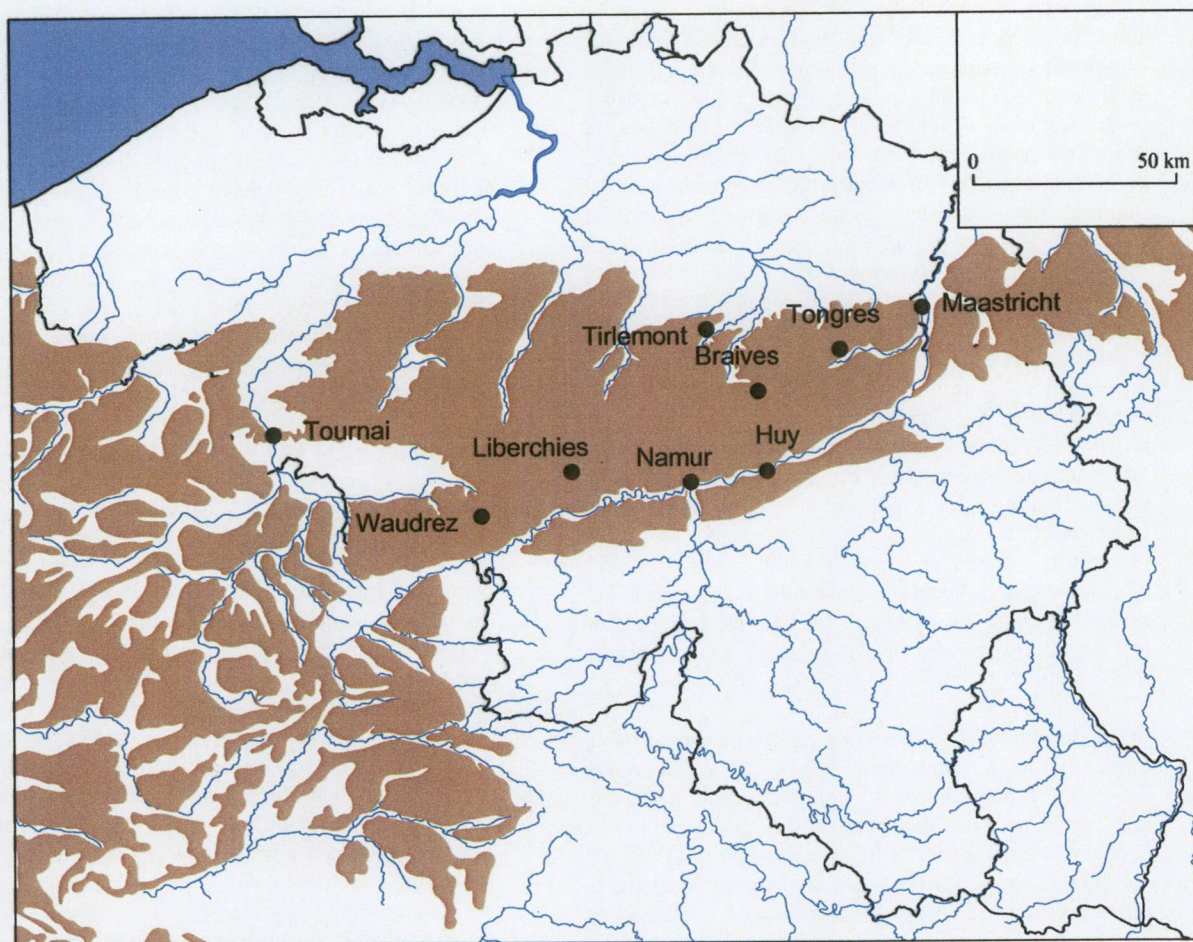 0 50 km
Maastricht
Tongres
Tirlemont
Braives
Tournai
Huy
Liberchies
Namur
Waudrez